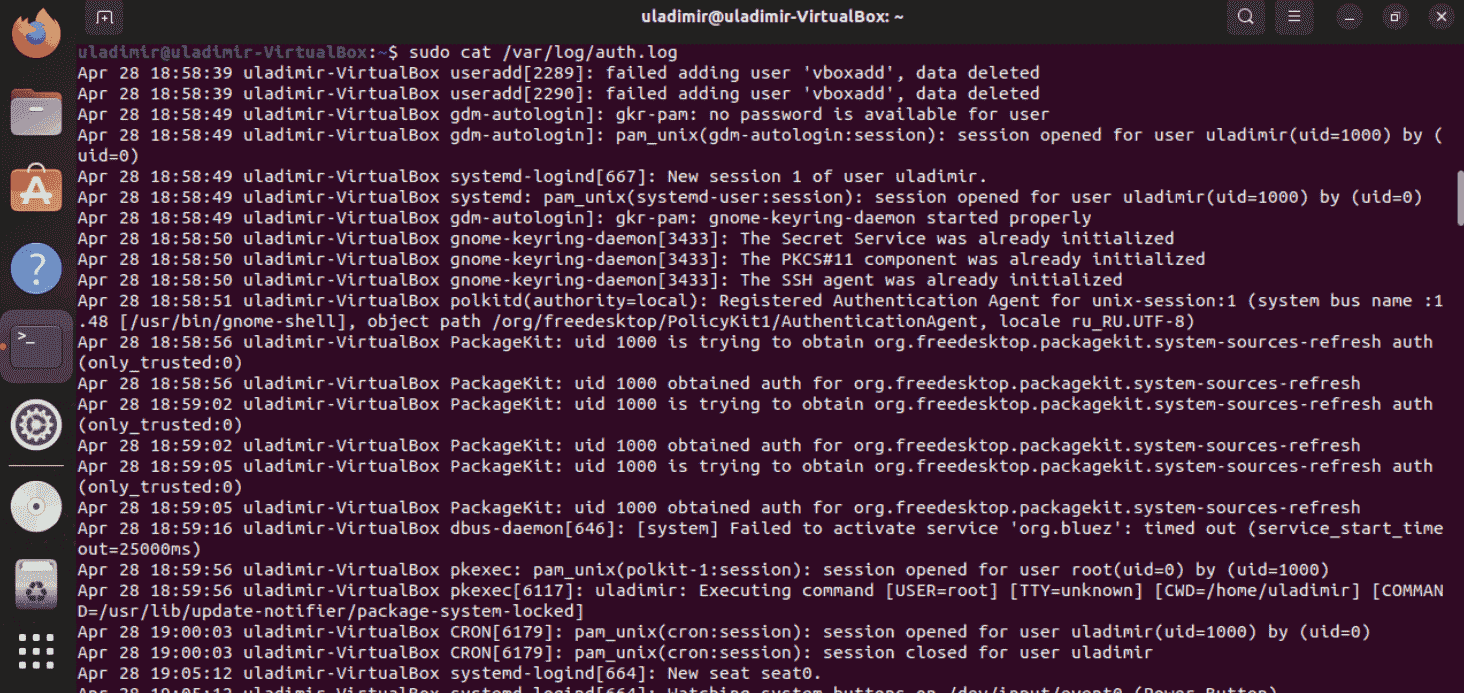 uladimir@uladimir-VirtualBox: ~
uladimir@uladimir-VirtualBox:~$ sudo cat /var/log/auth.log
Apr 28 18:58:39 uladimir-VirtualBox useradd[2289]: failed adding user 'vboxadd', data deleted
Apr 28 18:58:39 uladimir-VirtualBox useradd[2290]: failed adding user 'vboxadd', data deleted
Apr 28 18:58:49 uladimir-VirtualBox gdm-autologin]: gkr-pam: no password is available for user
Apr 28 18:58:49 uladimir-VirtualBox gdm-autologin]: pam_unix(gdm-autologin:session): session opened for user uladimir(uid=1000) by (
uid=0)
Apr 28 18:58:49 uladimir-VirtualBox systemd-logind[667]: New session 1 of user uladimir.
Apr 28 18:58:49 uladimir-VirtualBox systemd: pam_unix(systemd-user:session): session opened for user uladimir(uid=1000) by (uid=0)
Apr 28 18:58:49 uladimir-VirtualBox gdm-autologin]: gkr-pam: gnome-keyring-daemon started properly
Apr 28 18:58:50 uladimir-VirtualBox gnome-keyring-daemon[3433]: The Secret Service was already initialized
Apr 28 18:58:50 uladimir-VirtualBox gnome-keyring-daemon[3433]: The PKCS#11 component was already initialized
Apr 28 18:58:50 uladimir-VirtualBox gnome-keyring-daemon[3433]: The SSH agent was already initialized
Apr 28 18:58:51 uladimir-VirtualBox polkitd(authority=local): Registered Authentication Agent for unix-session:1 (system bus name :1
.48 [/usr/bin/gnome-shell], object path /org/freedesktop/PolicyKit1/AuthenticationAgent, locale ru_RU.UTF-8)
Apr 28 18:58:56 uladimir-VirtualBox PackageKit: uid 1000 is trying to obtain org.freedesktop.packagekit.system-sources-refresh auth
(only_trusted:0)
Apr 28 18:58:56 uladimir-VirtualBox PackageKit: uid 1000 obtained auth for org.freedesktop.packagekit.system-sources-refresh
Apr 28 18:59:02 uladimir-VirtualBox PackageKit: uid 1000 is trying to obtain org.freedesktop.packagekit.system-sources-refresh auth
(only_trusted:0)
Apr 28 18:59:02 uladimir-VirtualBox PackageKit: uid 1000 obtained auth for org.freedesktop.packagekit.system-sources-refresh
Apr 28 18:59:05 uladimir-VirtualBox PackageKit: uid 1000 is trying to obtain org.freedesktop.packagekit.system-sources-refresh auth
(only_trusted:0)
Apr 28 18:59:05 uladimir-VirtualBox PackageKit: uid 1000 obtained auth for org.freedesktop.packagekit.system-sources-refresh
Apr 28 18:59:16 uladimir-VirtualBox dbus-daemon[646]: [system] Failed to activate service 'org.bluez': timed out (service_start_time
out=25000ms)
Apr 28 18:59:56 uladimir-VirtualBox pkexec: pam_unix(polkit-1:session): session opened for user root(uid=0) by (uid=1000)
Apr 28 18:59:56 uladimir-VirtualBox pkexec[6117]: uladimir: Executing command [USER=root] [TTY=unknown] [CWD=/home/uladimir] [COMMAN
D=/usr/lib/update-notifier/package-system-locked]
Apr 28 19:00:03 uladimir-VirtualBox CRON[6179]: pam_unix(cron:session): session opened for user uladimir(uid=1000) by (uid=0)
Apr 28 19:00:03 uladimir-VirtualBox CRON[6179]: pam_unix(cron:session): session closed for user uladimir
Apr 28 19:05:12 uladimir-VirtualBox systemd-logind[664]: New seat seat0.
Apr 28 19:05:12 uladimir-VirtualBox systemd-logind[664]: Watching system buttons on /dev/input/event0 (Power Button)